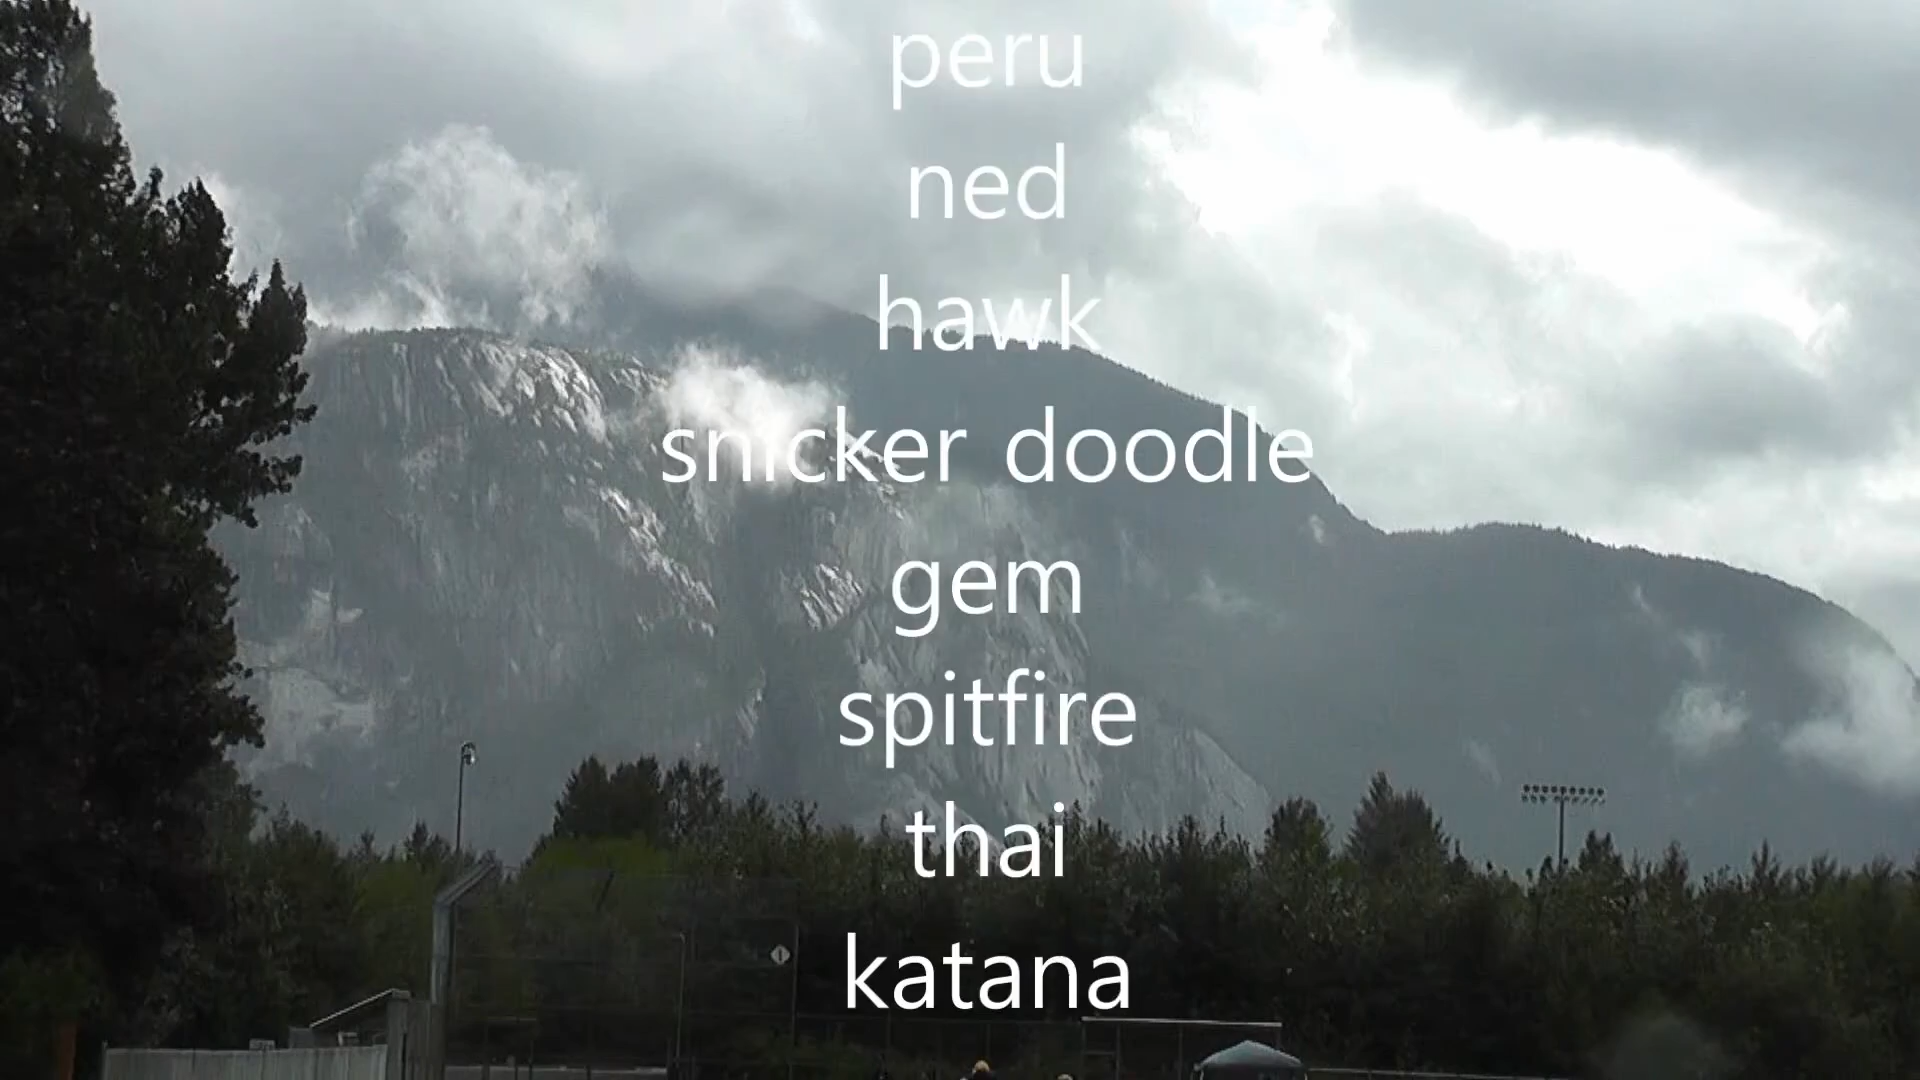 peru
ned
hawk
snicker doodle
gem
spitfire
thai
katana